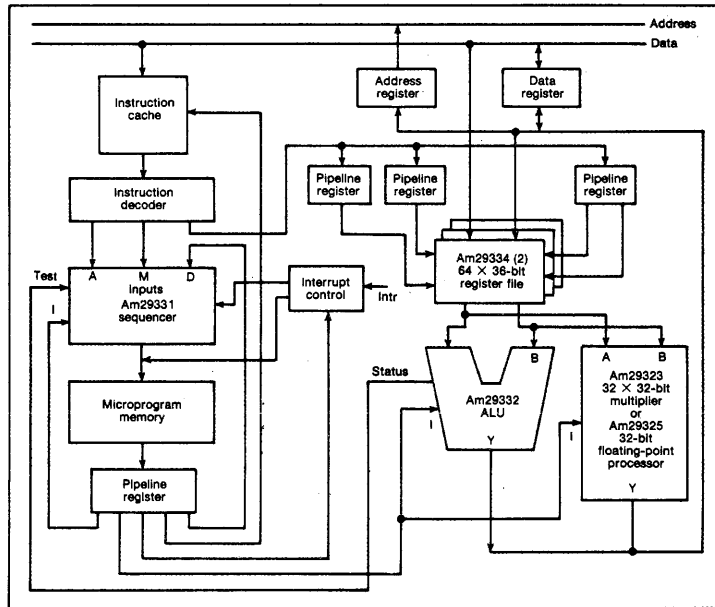 Address
Data
Instruction
cache
Address
register
Data
register
Instruction
decoder
Pipeline
register
Pipeline
register
Pipeline
register
Test
A M D
Inputs
Am29331
sequencer
I
Interrupt
control
Intr
Am29334 (2)
64 × 36-bit
register file
Status
Microprogram
memory
Pipeline
register
B
Am29332
ALU
I
Y
A B
Am29323
32 × 32-bit
multiplier
or
Am29325
32-bit
floating-point
processor
I
Y